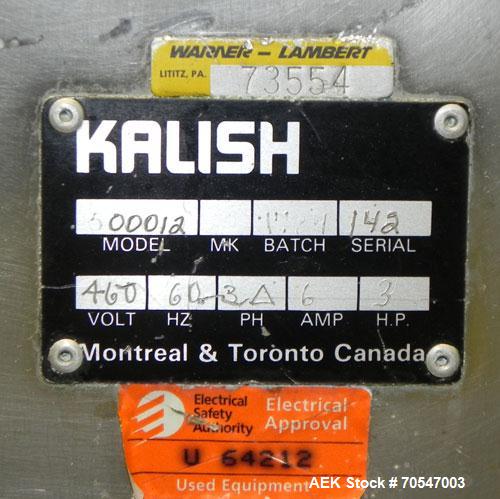 WARNER – LAMBERT
LITITZ, PA. 73554
KALISH
00012 142
MODEL MK BATCH SERIAL
460 60 3 Δ 6 3
VOLT HZ PH AMP H.P.
Montreal & Toronto Canada
Electrical Safety Authority
Electrical Approval
U 64212
Used Equipment
AEK Stock # 70547003